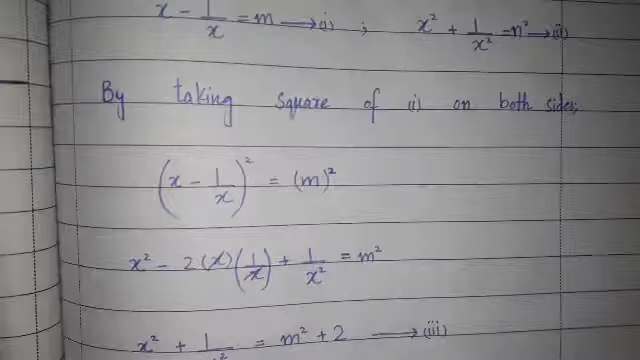 x - 1/x = m → (i) ; x² + 1/x² = n² → (ii)
By taking square of (i) on both sides;
(x - 1/x)² = (m)²
x² - 2(x)(1/x) + 1/x² = m²
x² + 1/x² = m² + 2 → (iii)